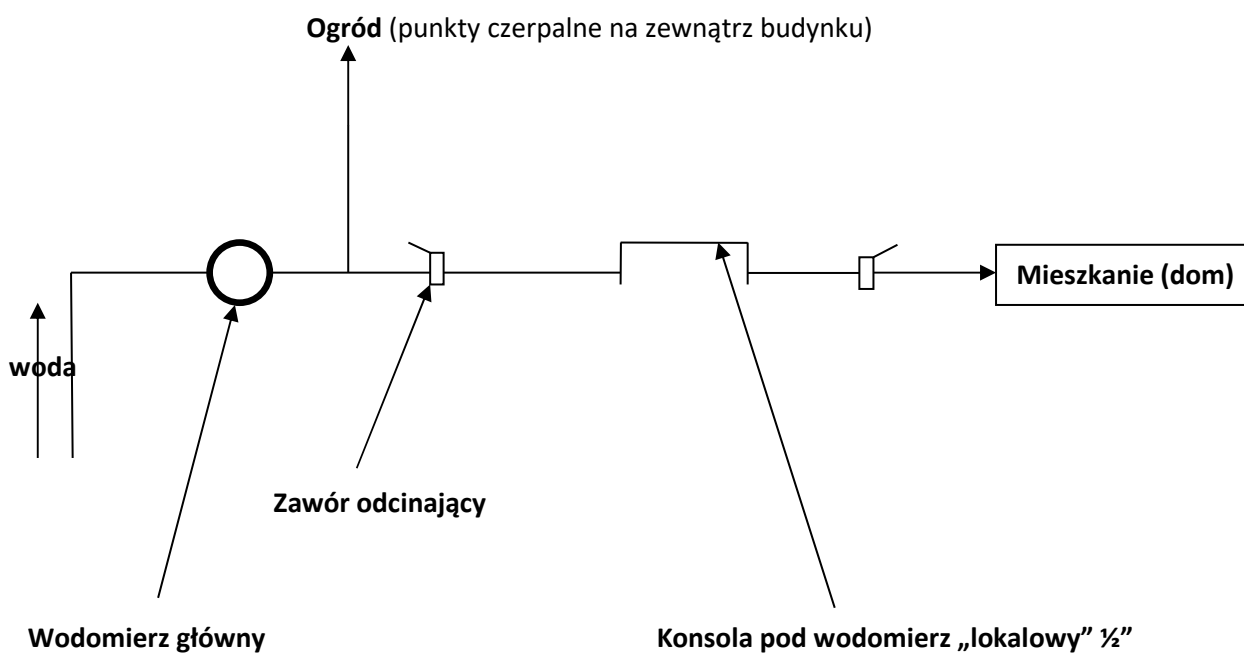 Ogród (punkty czerpalne na zewnątrz budynku)
Mieszkanie (dom)
woda
Zawór odcinający
Wodomierz główny
Konsola pod wodomierz „lokalowy” ½”